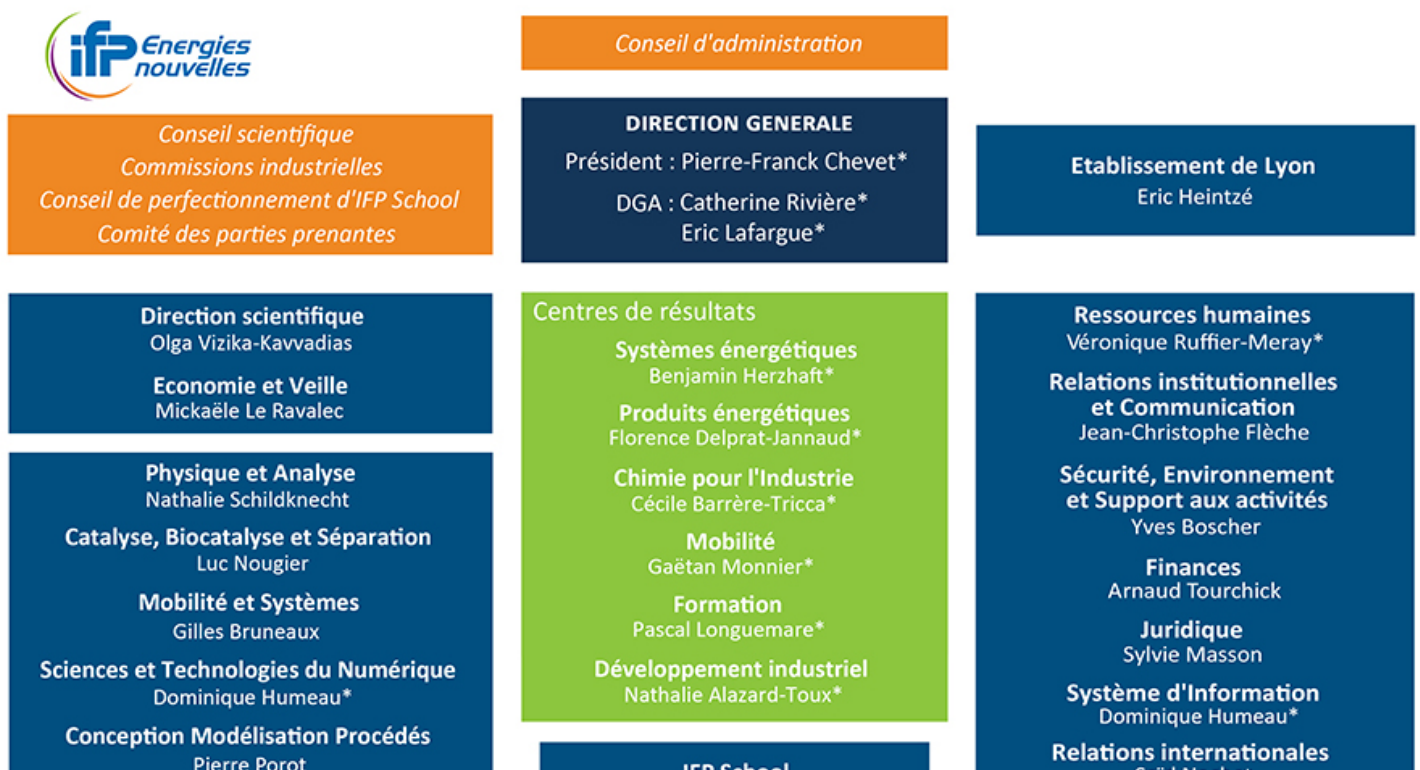 ifp Energies
nouvelles
Conseil d'administration
Conseil scientifique
Commissions industrielles
Conseil de perfectionnement d'IFP School
Comité des parties prenantes
DIRECTION GENERALE
Président : Pierre-Franck Chevet*
DGA : Catherine Rivière*
Eric Lafargue*
Etablissement de Lyon
Eric Heintzé
Direction scientifique
Olga Vizika-Kavvadias
Economie et Veille
Mickaële Le Ravalec
Physique et Analyse
Nathalie Schildknecht
Catalyse, Biocatalyse et Séparation
Luc Nougier
Mobilité et Systèmes
Gilles Bruneaux
Sciences et Technologies du Numérique
Dominique Humeau*
Conception Modélisation Procédés
Pierre Porot
Centres de résultats
Systèmes énergétiques
Benjamin Herzhaft*
Produits énergétiques
Florence Delprat-Jannaud*
Chimie pour l'Industrie
Cécile Barrère-Tricca*
Mobilité
Gaëtan Monnier*
Formation
Pascal Longuemare*
Développement industriel
Nathalie Alazard-Toux*
IFP School
Ressources humaines
Véronique Ruffier-Meray*
Relations institutionnelles
et Communication
Jean-Christophe Flèche
Sécurité, Environnement
et Support aux activités
Yves Boscher
Finances
Arnaud Tourchick
Juridique
Sylvie Masson
Système d'Information
Dominique Humeau*
Relations internationales